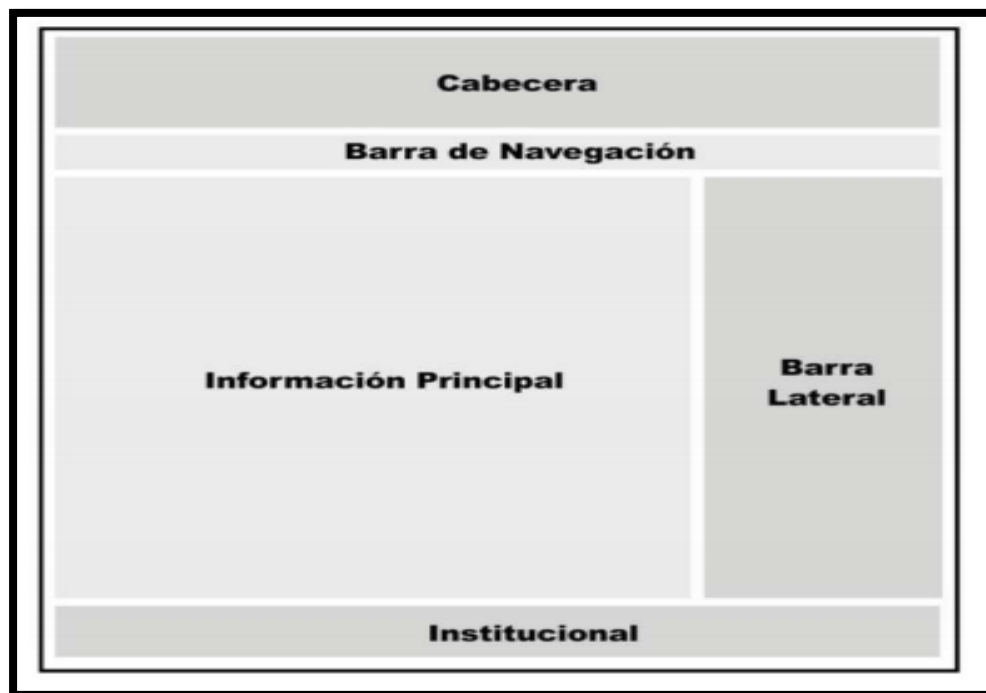 Cabecera
Barra de Navegación
Información Principal
Barra
Lateral
Institucional